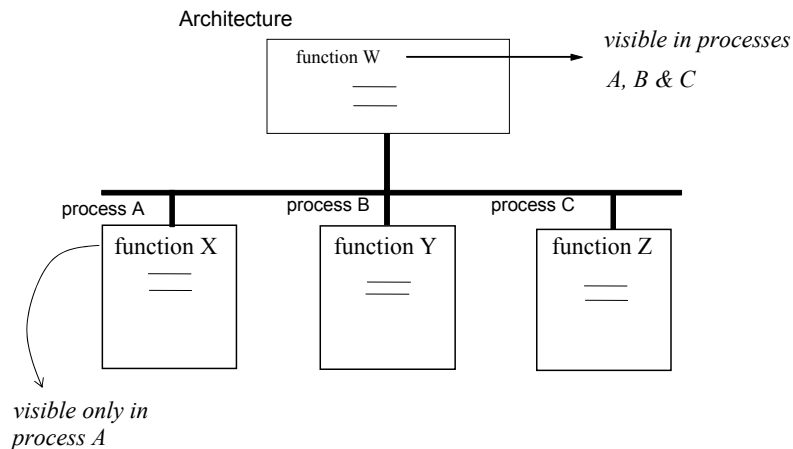 Architecture
function W
visible in processes
A, B & C
process A
process B
process C
function X
function Y
function Z
visible only in
process A